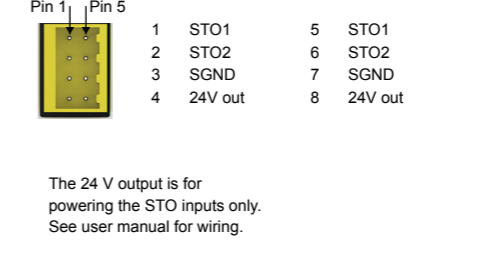 Pin 1 Pin 5
1 STO1 5 STO1
2 STO2 6 STO2
3 SGND 7 SGND
4 24V out 8 24V out
The 24 V output is for
powering the STO inputs only.
See user manual for wiring.